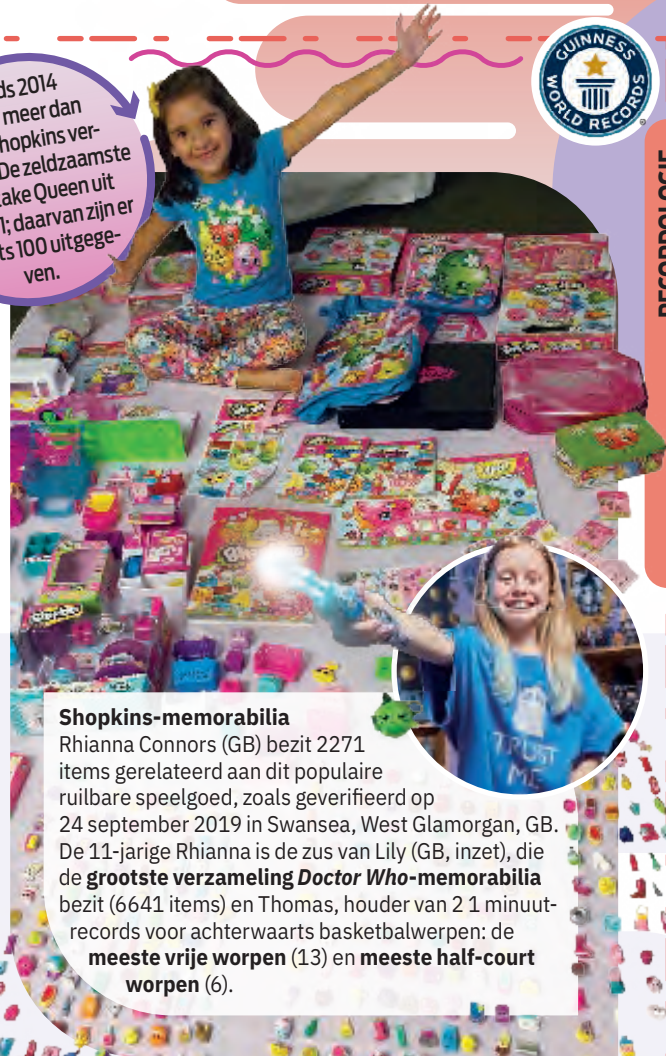 ds 2014
meer dan
hopkins ver-
De zeldzaamste
ake Queen uit
1; daarvan zijn er
ts 100 uitgege-
ven.
GUINNESS
WORLD RECORDS
RECORDOLOGIE
TRUST
ME
Shopkins-memorabilia
Rhianna Connors (GB) bezit 2271
items gerelateerd aan dit populaire
ruilbare speelgoed, zoals geverifieerd op
24 september 2019 in Swansea, West Glamorgan, GB.
De 11-jarige Rhianna is de zus van Lily (GB, inzet), die
de grootste verzameling Doctor Who-memorabilia
bezit (6641 items) en Thomas, houder van 2 1 minuut-
records voor achterwaarts basketbalwerpen: de
meeste vrije worpen (13) en meeste half-court
worpen (6).